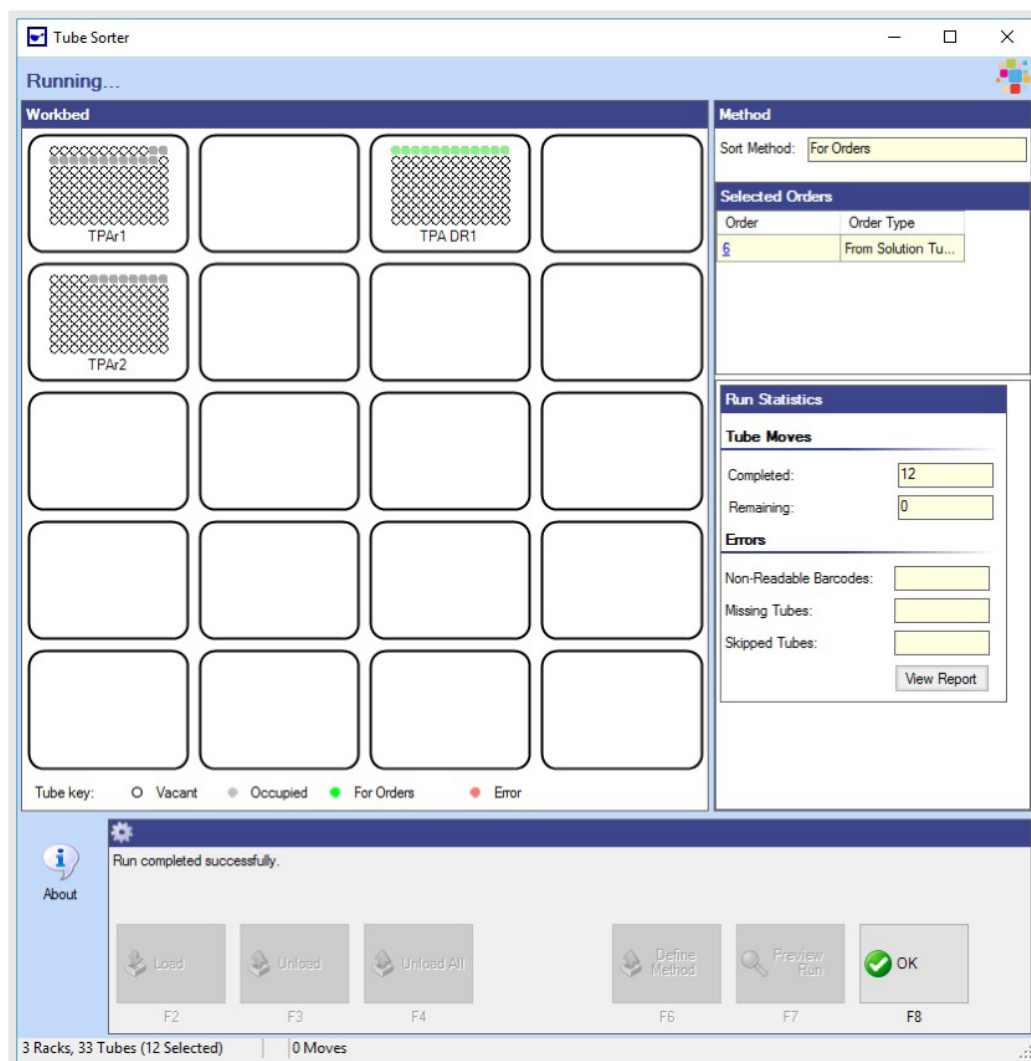 Tube Sorter
Running...
Workbed
TPAr1
TPA DR1
TPAr2
Tube key: Vacant Occupied For Orders Error
Method
Sort Method: For Orders
Selected Orders
Order Order Type
6 From Solution Tu...
Run Statistics
Tube Moves
Completed: 12
Remaining: 0
Errors
Non-Readable Barcodes:
Missing Tubes:
Skipped Tubes:
View Report
About
Run completed successfully.
Load Unload Unload All Define Method Preview Run OK
F2 F3 F4 F6 F7 F8
3 Racks, 33 Tubes (12 Selected) 0 Moves